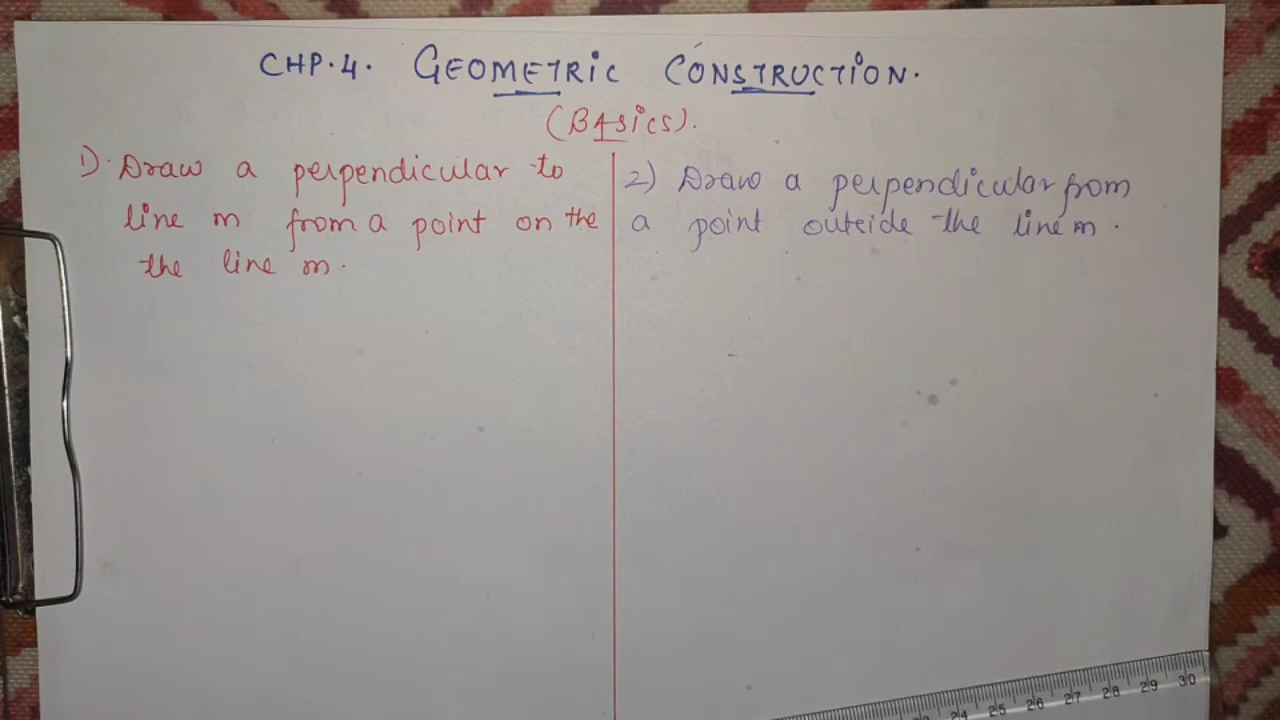 CHP.4. GEOMETRIC CONSTRUCTION.
(BASICS).
1). Draw a perpendicular to
line m from a point on the
the line m.
2) Draw a perpendicular from
a point outside the line m.
24 25 26 27 28 29 30